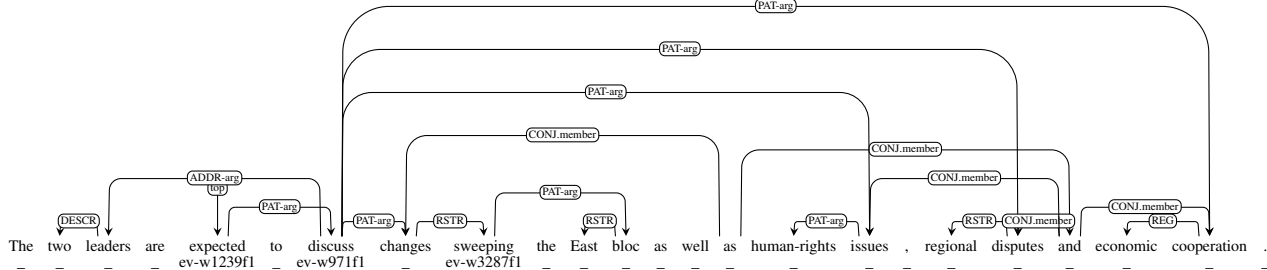 PAT-arg
PAT-arg
PAT-arg
CONJ.member
CONJ.member
ADDR-arg CONJ.member
top PAT-arg
PAT-arg CONJ.member
DESCR PAT-arg RSTR RSTR PAT-arg RSTR CONJ.member REG
The two leaders are expected to discuss changes sweeping the East bloc as well as human-rights issues , regional disputes and economic cooperation .
ev-w1239f1 ev-w971f1 ev-w3287f1
_ _ _ _ _ _ _ _ _ _ _ _ _ _ _ _ _ _ _ _ _ _ _ _